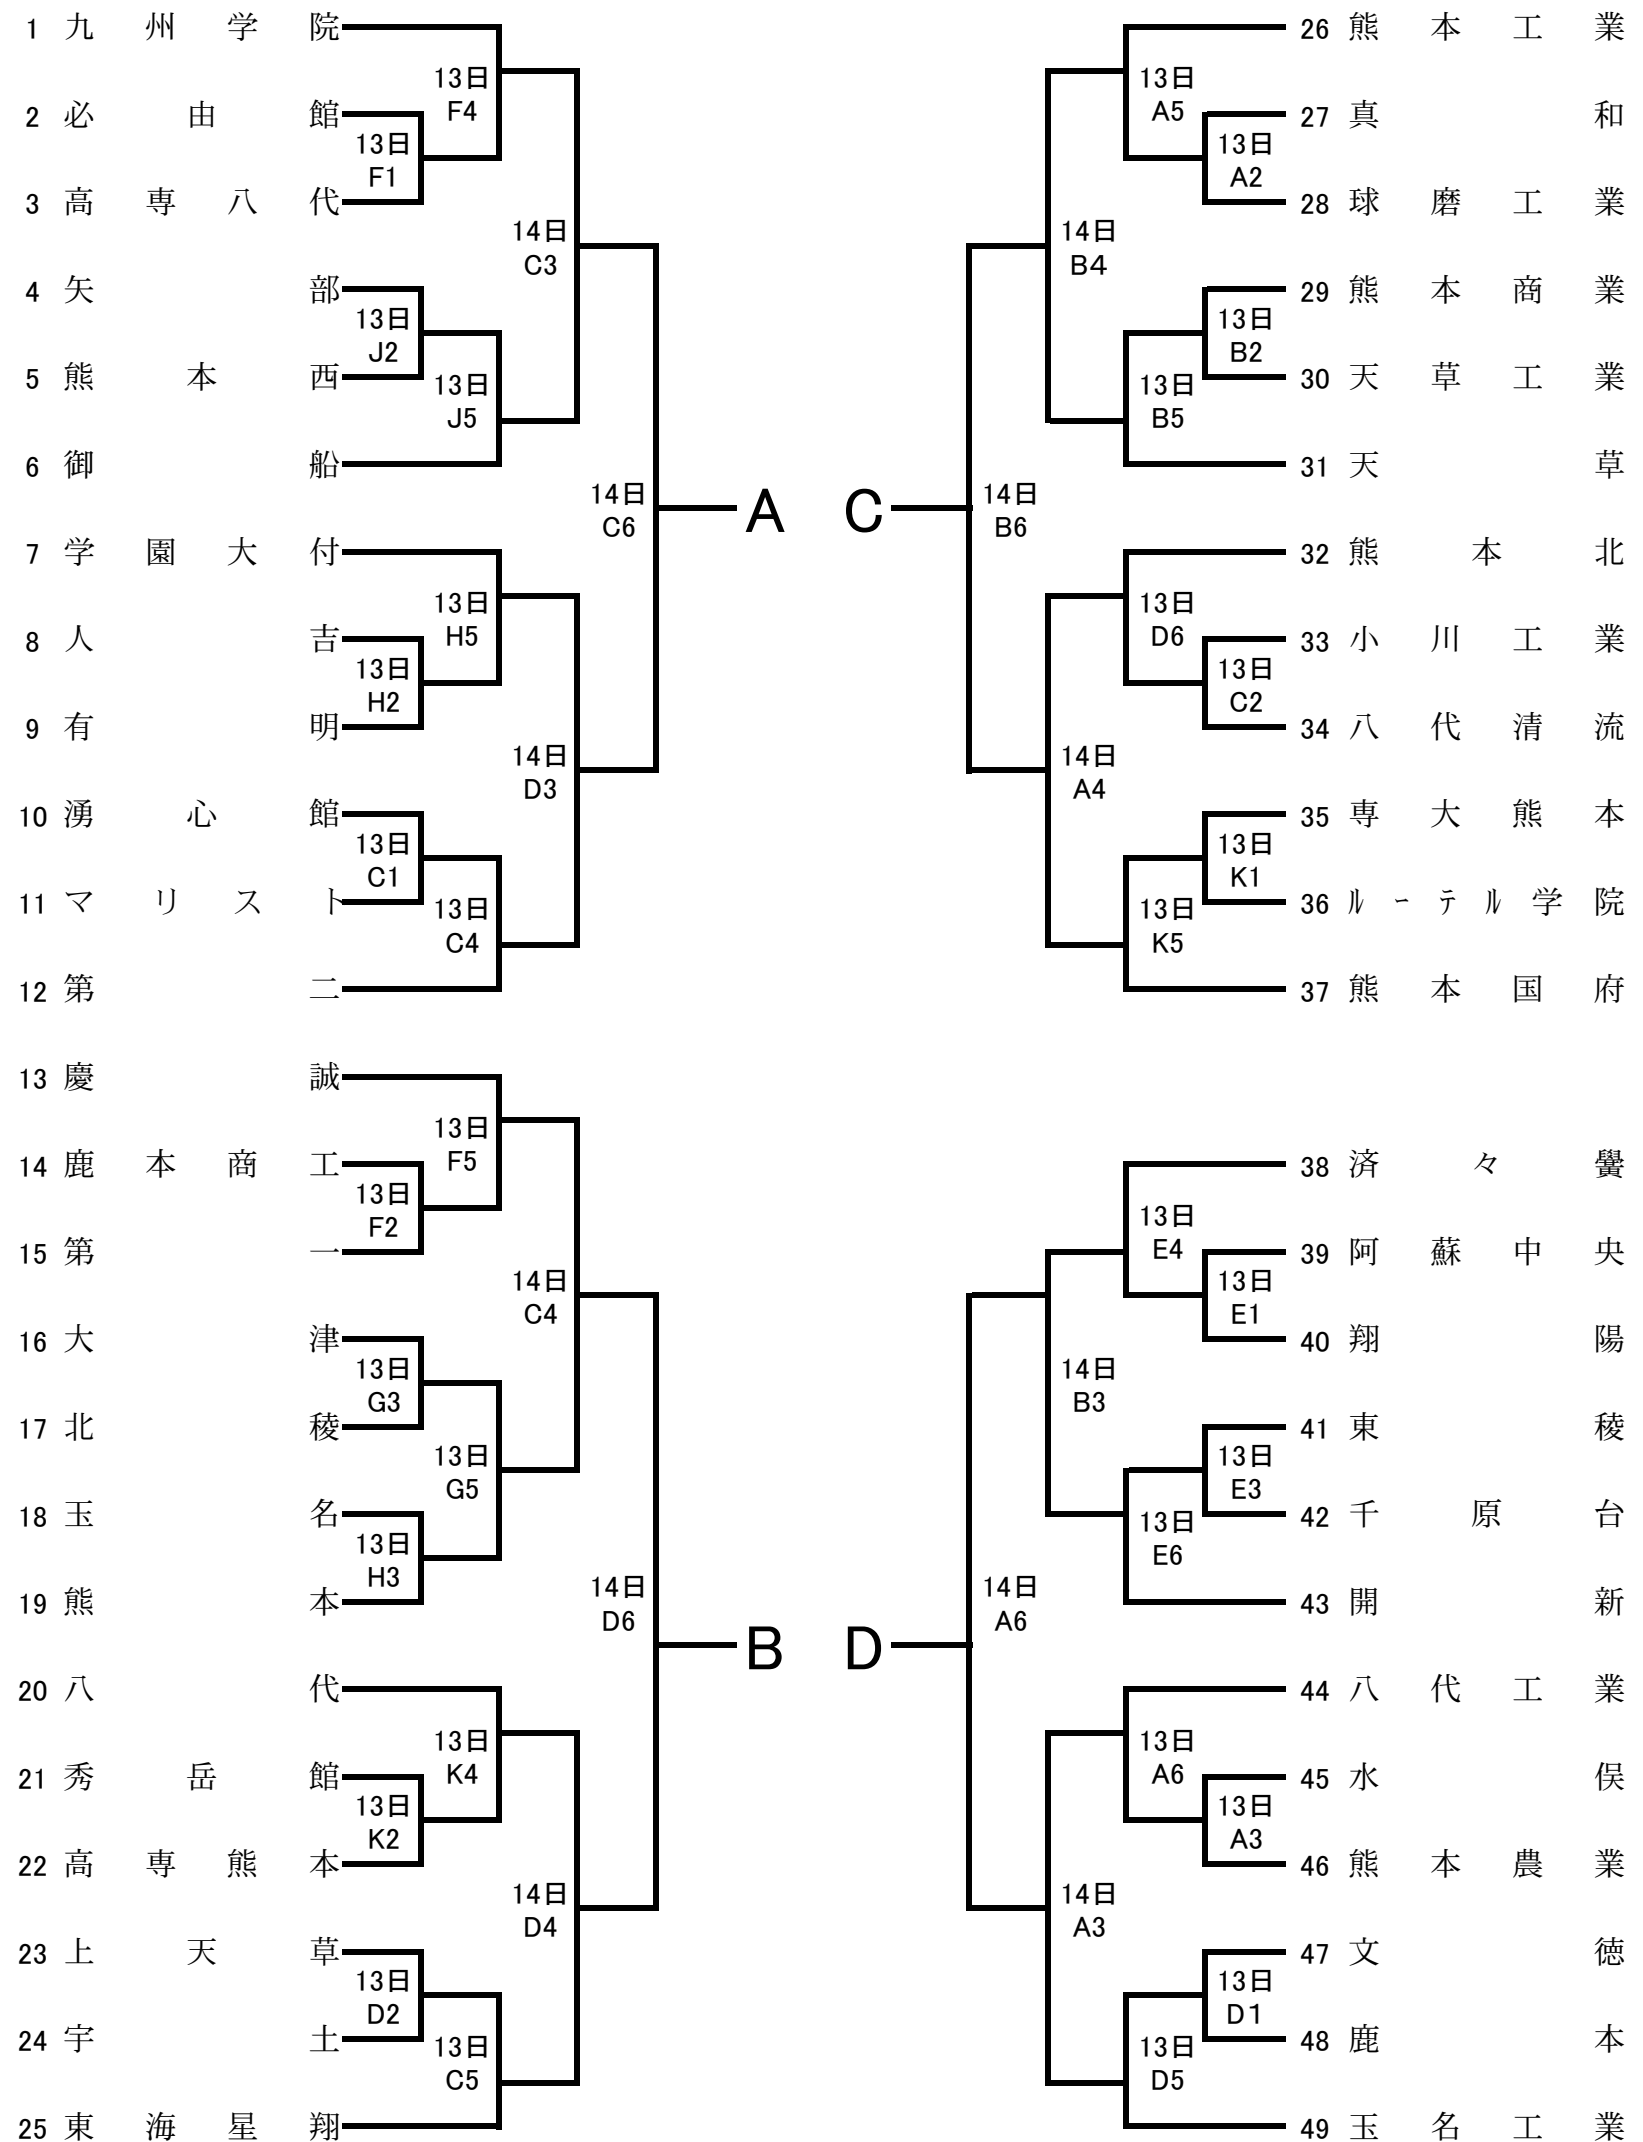 1 九州学院
2 必由館
3 高専八代
4 矢部
5 熊本西
6 御船
7 学園大付
8 人吉
9 有明
10 湧心館
11 マリスト
12 第二
13 慶誠
14 鹿本商工
15 第一
16 大津
17 北稜
18 玉名
19 熊本
20 八代
21 秀岳館
22 高専熊本
23 上天草
24 宇土
25 東海星翔
13日
F1
13日
J2
13日
H2
13日
C1
13日
F2
13日
G3
13日
H3
13日
K2
13日
D2
13日
F4
13日
J5
13日
H5
13日
C4
13日
F5
13日
G5
13日
K4
13日
C5
14日
C3
14日
D3
14日
C4
14日
D4
14日
C6
14日
D6
A
B
C
D
14日
B6
14日
A6
14日
B4
14日
A4
14日
B3
14日
A3
13日
A5
13日
B5
13日
D6
13日
K5
13日
E4
13日
E6
13日
A6
13日
D5
13日
A2
13日
B2
13日
C2
13日
K1
13日
E1
13日
E3
13日
A3
13日
D1
26 熊本工業
27 真和
28 球磨工業
29 熊本商業
30 天草工業
31 天草
32 熊本北
33 小川工業
34 八代清流
35 専大熊本
36 ﾙｰﾃﾙ学院
37 熊本国府
38 済々黌
39 阿蘇中央
40 翔陽
41 東稜
42 千原台
43 開新
44 八代工業
45 水俣
46 熊本農業
47 文徳
48 鹿本
49 玉名工業